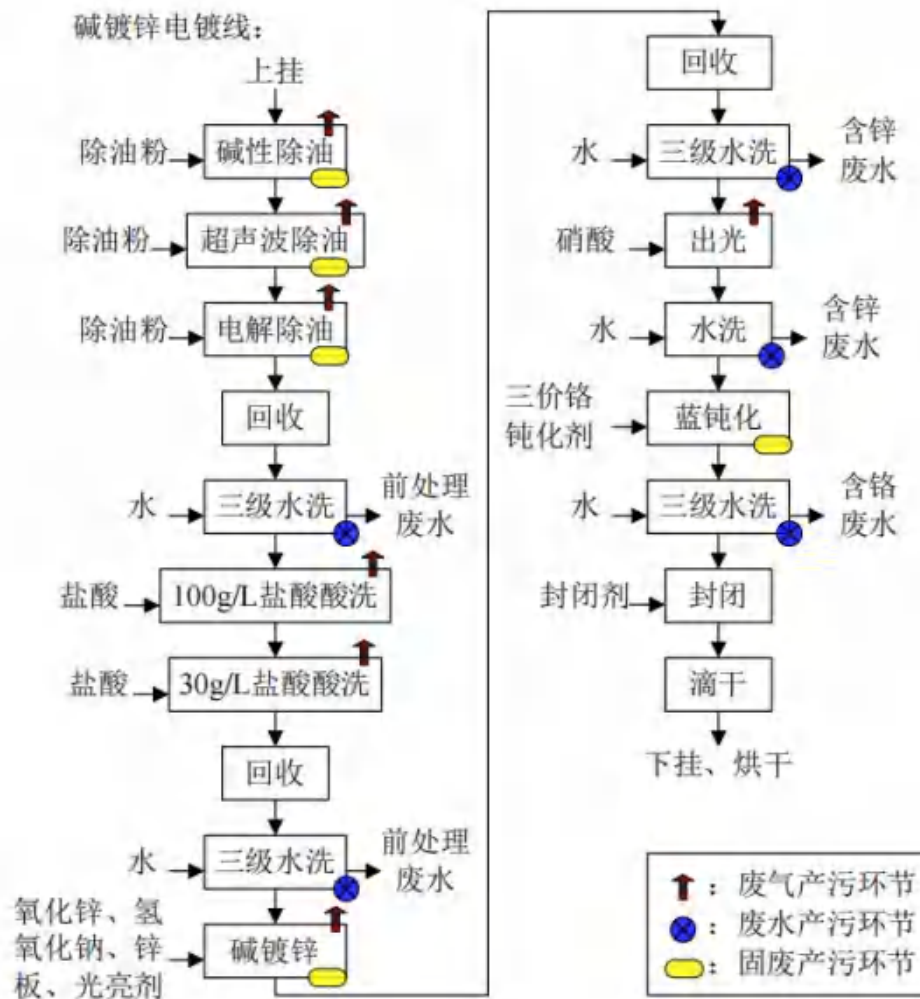 碱镀锌电镀线：
上挂
除油粉
碱性除油
除油粉
超声波除油
除油粉
电解除油
回收
水
三级水洗
前处理
废水
盐酸
100g/L盐酸酸洗
盐酸
30g/L盐酸酸洗
回收
水
三级水洗
前处理
废水
氧化锌、氢
氧化钠、锌
板、光亮剂
碱镀锌
回收
水
三级水洗
含锌
废水
硝酸
出光
水
水洗
含锌
废水
三价铬
钝化剂
蓝钝化
水
三级水洗
含铬
废水
封闭剂
封闭
滴干
下挂、烘干
：废气产污环节
：废水产污环节
：固废产污环节